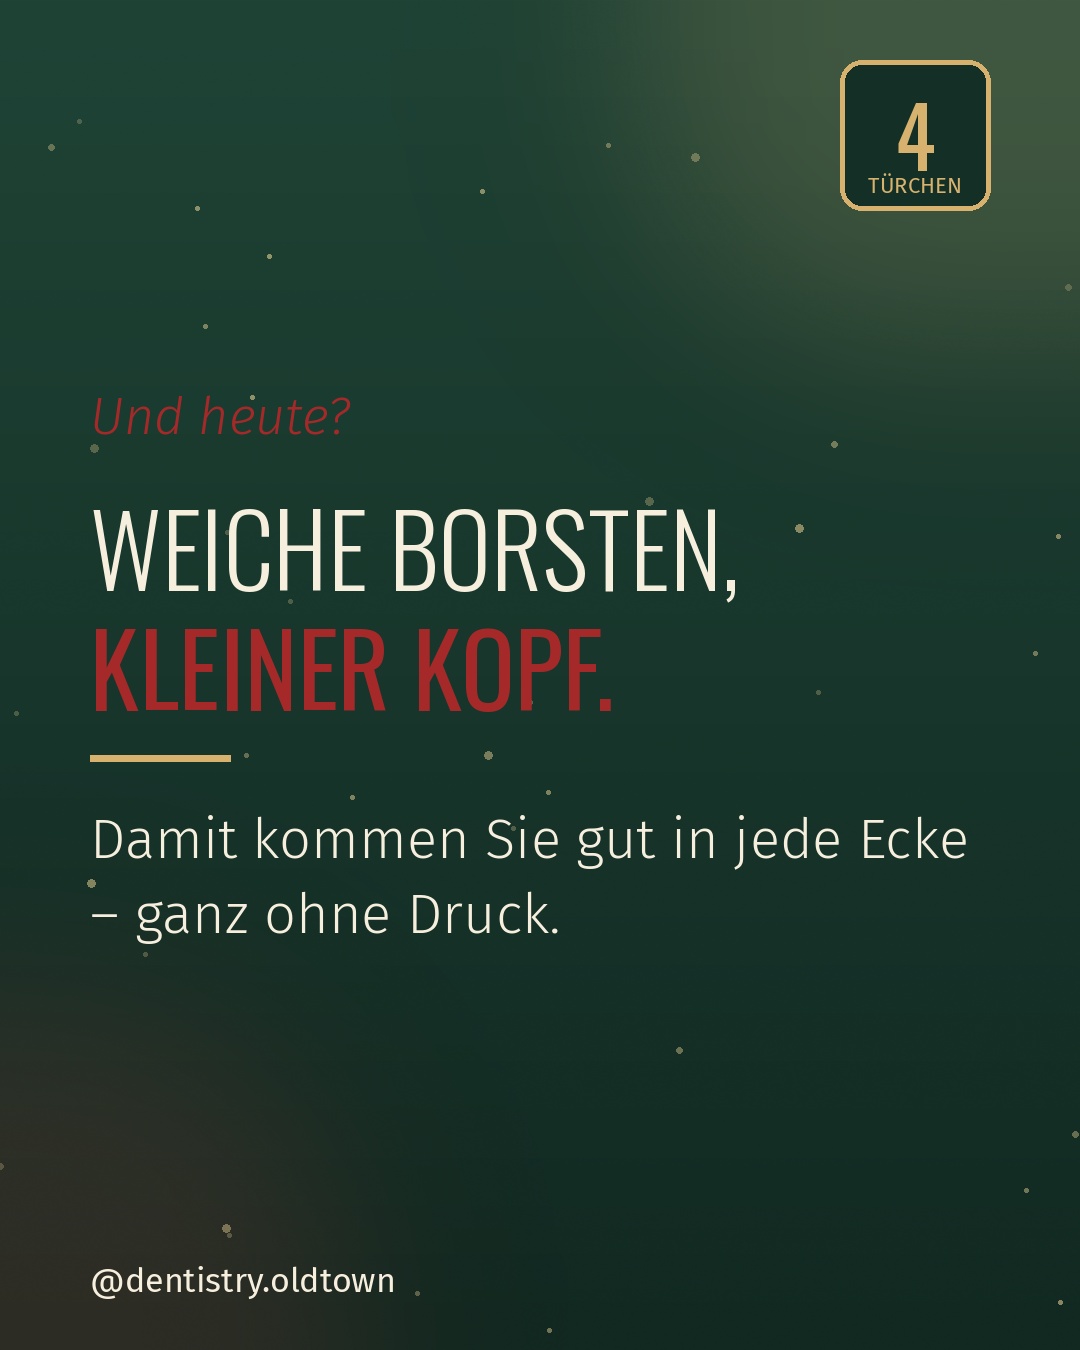 4
TÜRCHEN
Und heute?
WEICHE BORSTEN,
KLEINER KOPF.
Damit kommen Sie gut in jede Ecke
– ganz ohne Druck.
@dentistry.oldtown